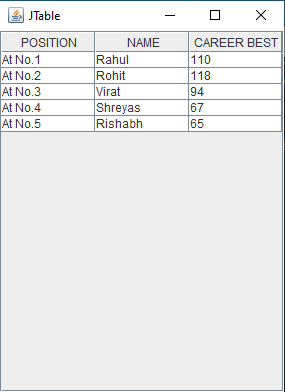 JTable
POSITION NAME CAREER BEST
At No.1 Rahul 110
At No.2 Rohit 118
At No.3 Virat 94
At No.4 Shreyas 67
At No.5 Rishabh 65